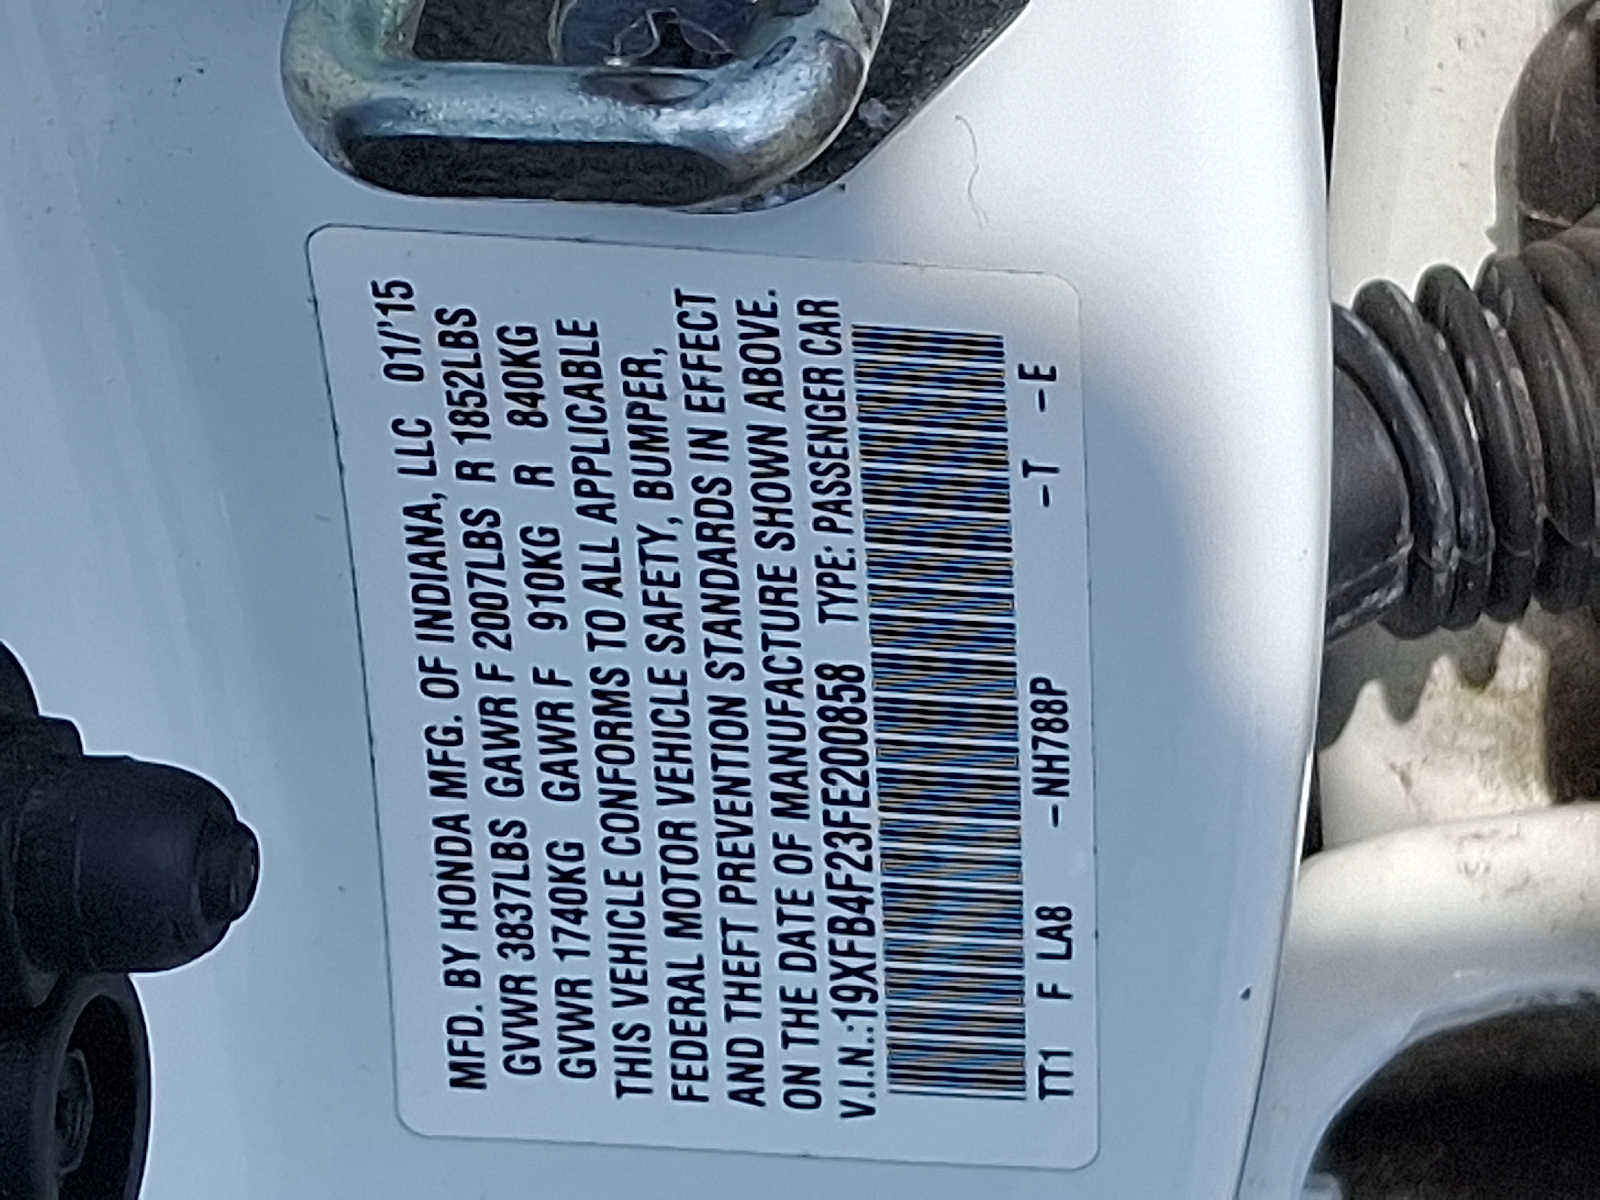 MFD. BY HONDA MFG. OF INDIANA, LLC 01/'15
GVWR 3837LBS GAWR F 2007LBS R 1852LBS
GVWR 1740KG GAWR F 910KG R 840KG
THIS VEHICLE CONFORMS TO ALL APPLICABLE
FEDERAL MOTOR VEHICLE SAFETY, BUMPER,
AND THEFT PREVENTION STANDARDS IN EFFECT
ON THE DATE OF MANUFACTURE SHOWN ABOVE.
V.I.N.:19XFB4F23FE200858 TYPE: PASSENGER CAR
TT1 F LA8 -NH788P -T -E